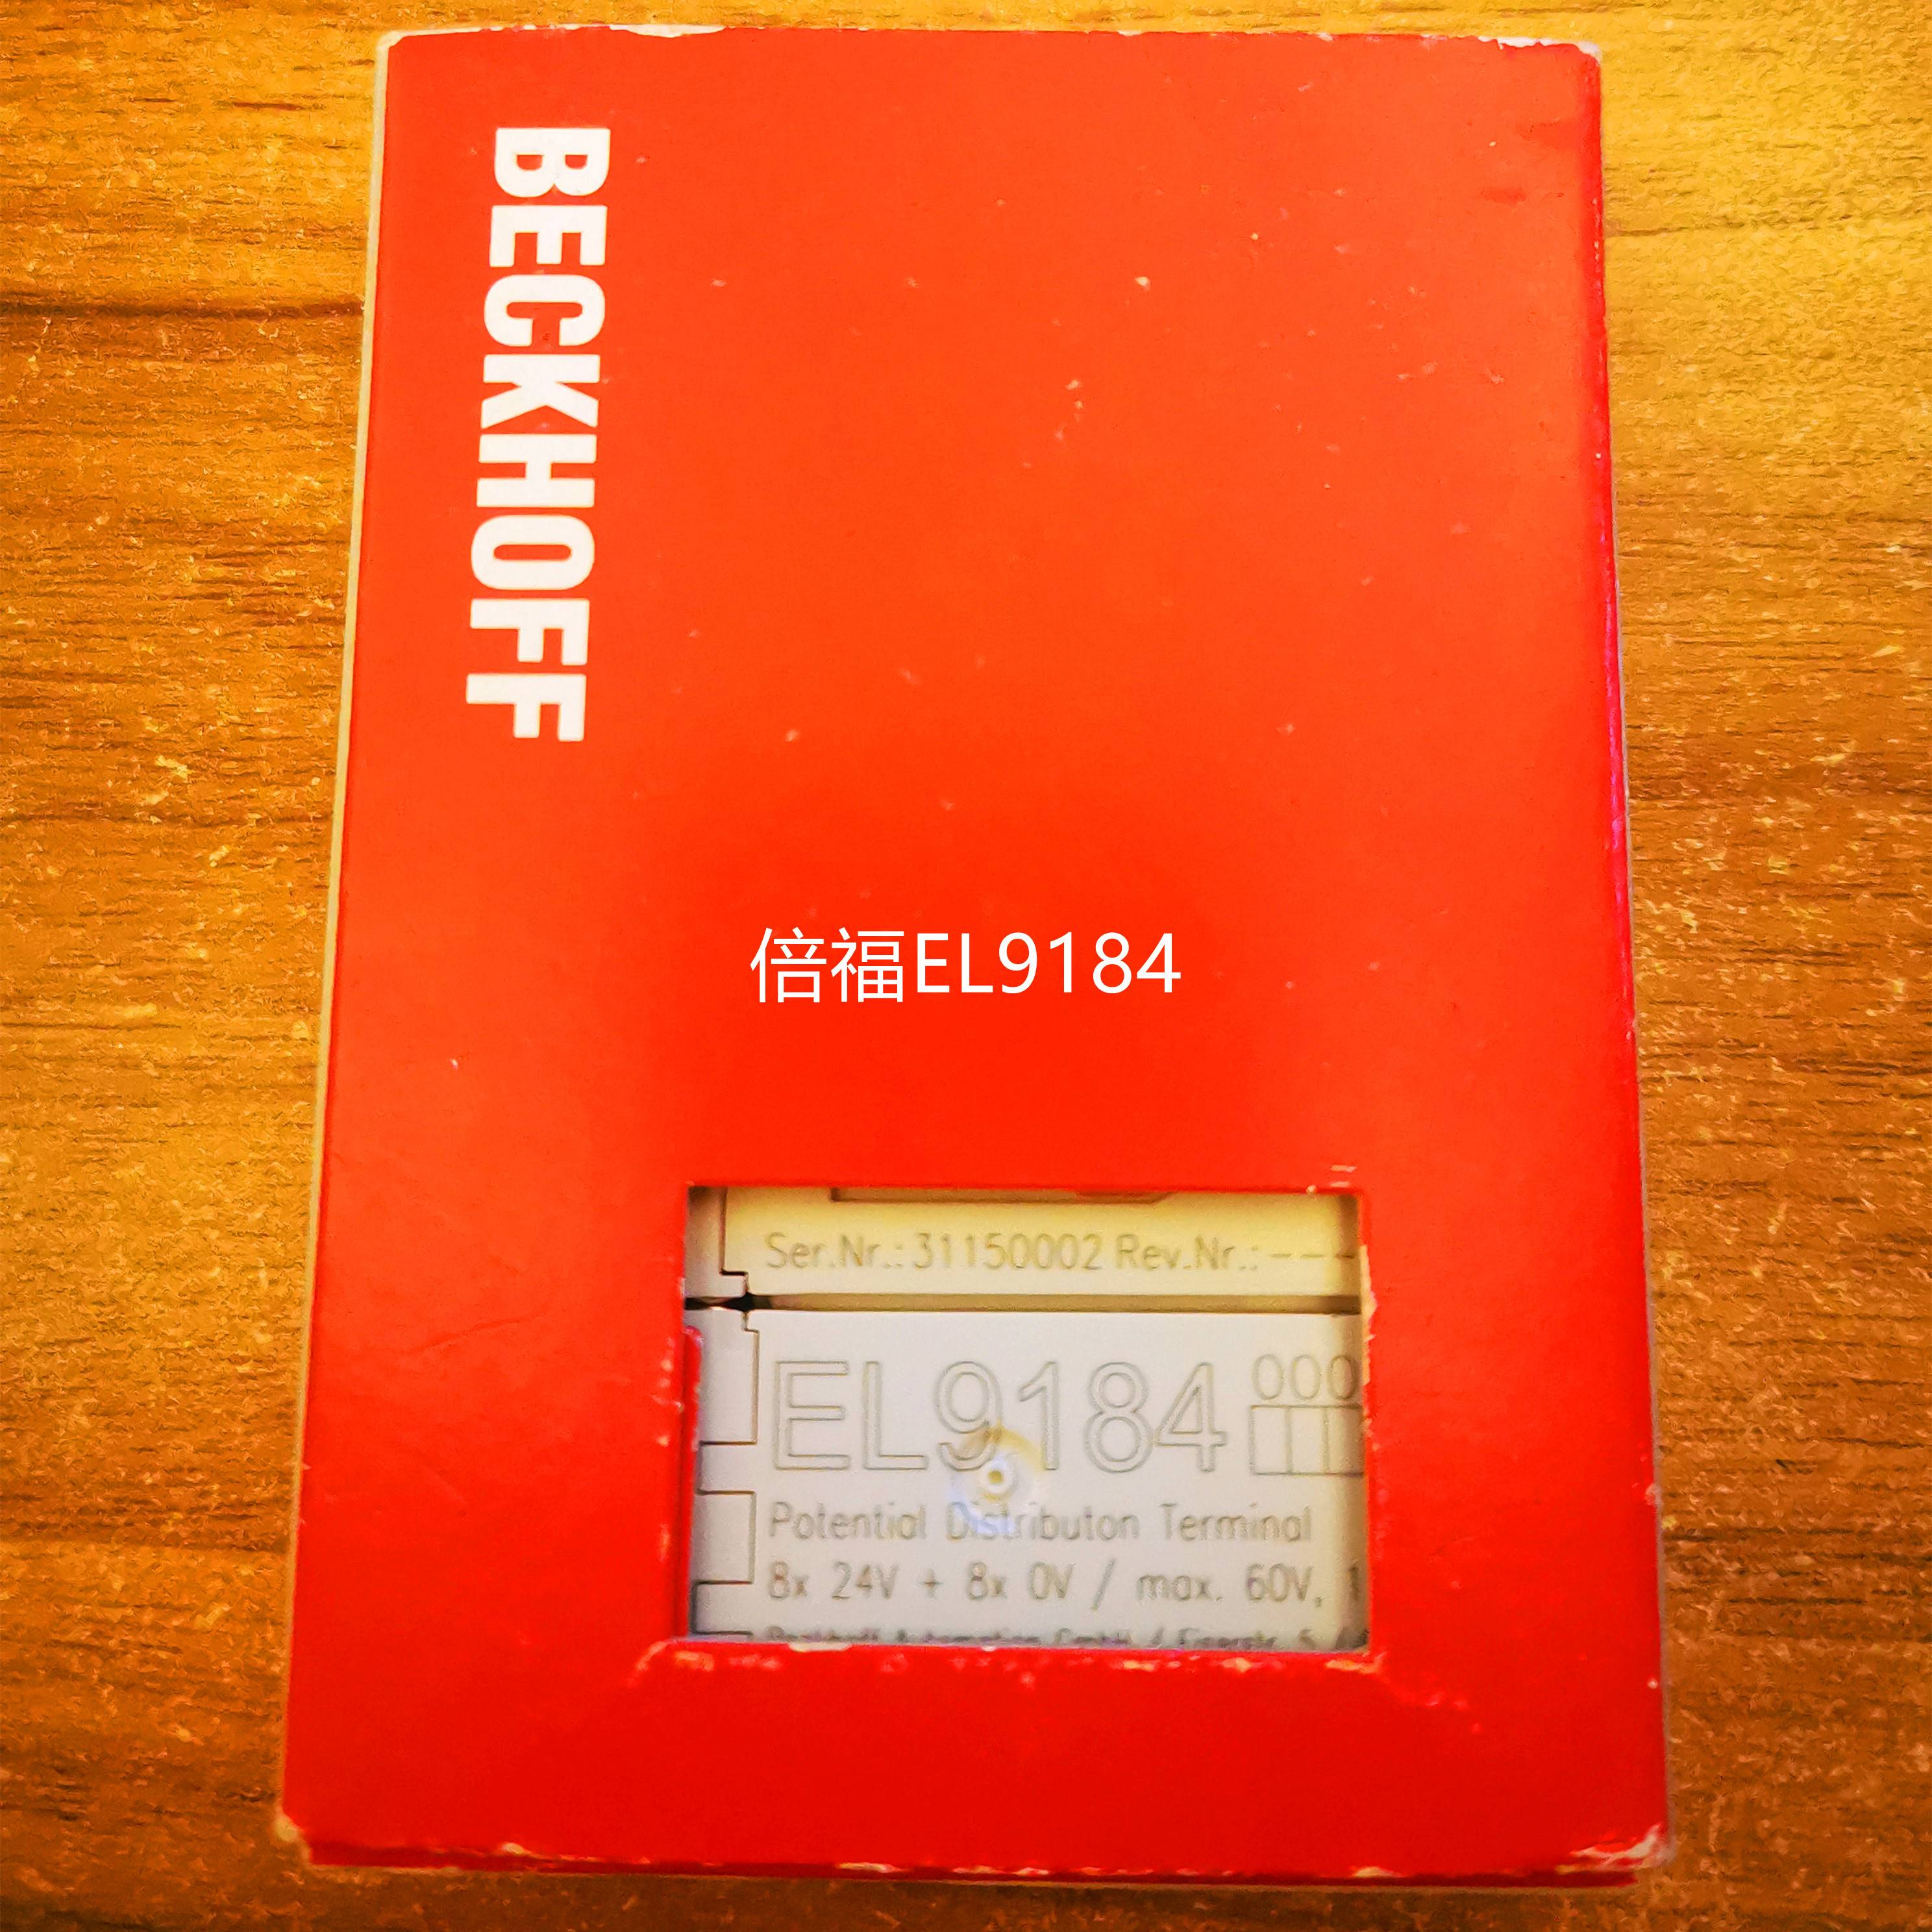 BECKHOFF
倍福EL9184
Ser.Nr.: 31150002 Rev.Nr.: ---
EL9184 000
Potential Distributon Terminal
8x 24V + 8x 0V / max. 60V, 1